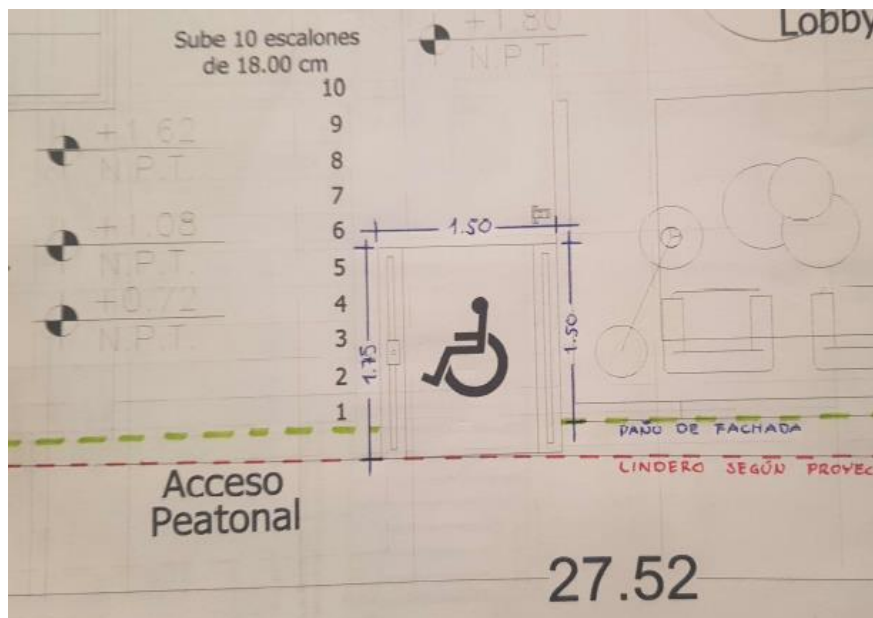 Sube 10 escalones
de 18.00 cm
+1.80
N.P.T.
Lobby
10
9
8
7
6
5
4
3
2
1
+1.62
N.P.T.
+1.08
N.P.T.
+0.72
N.P.T.
1.50
1.75
1.50
PAÑO DE FACHADA
LINDERO SEGÚN PROYEC
Acceso
Peatonal
27.52